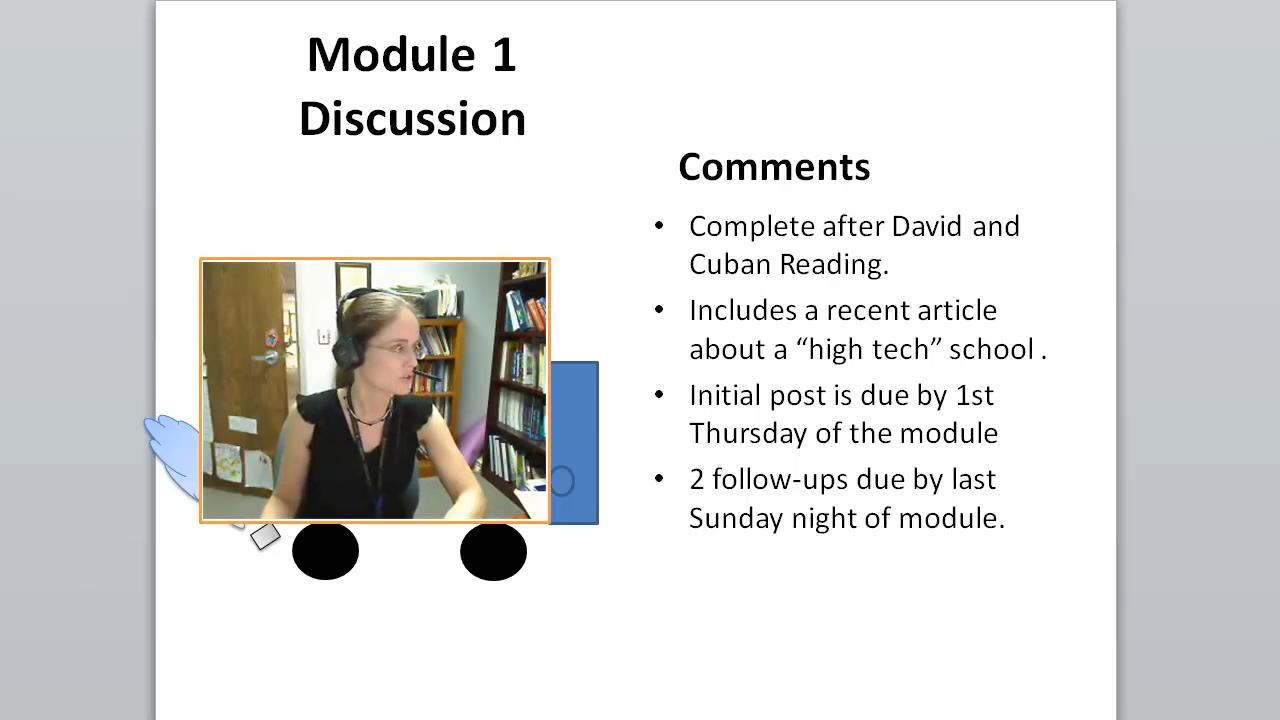 Module 1
Discussion
Comments
• Complete after David and
Cuban Reading.
• Includes a recent article
about a “high tech” school .
• Initial post is due by 1st
Thursday of the module
• 2 follow-ups due by last
Sunday night of module.